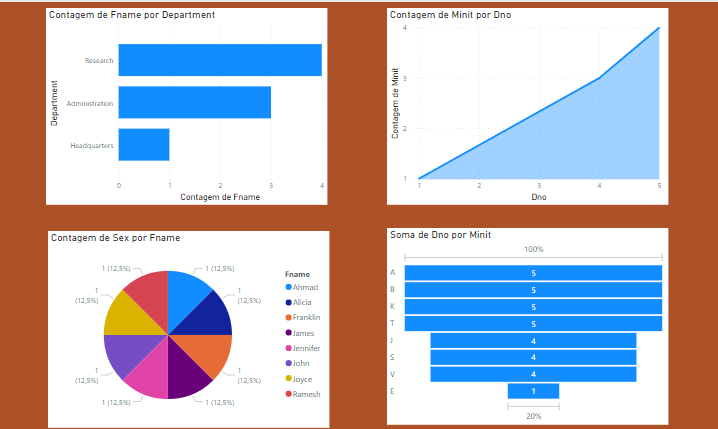 Contagem de Fname por Department
Department
Research
Administration
Headquarters
0 1 2 3 4
Contagem de Fname
Contagem de Minit por Dno
Contagem de Minit
4
3
2
1
1 2 3 4 5
Dno
Contagem de Sex por Fname
1 (12,5%)
1 (12,5%)
1
(12,5%)
1
(12,5%)
1
(12,5%)
1
(12,5%)
1 (12,5%)
1 (12,5%)
Fname
Ahmad
Alicia
Franklin
James
Jennifer
John
Joyce
Ramesh
Soma de Dno por Minit
100%
A 5
B 5
K 5
T 5
J 4
S 4
V 4
E 1
20%